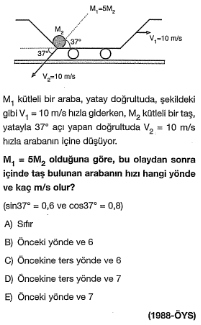 M₁=5M₂
M₂
37°
V₁=10 m/s
37°
V₂=10 m/s
M₁ kütleli bir araba, yatay doğrultuda, şekildeki
gibi V₁ = 10 m/s hızla giderken, M₂ kütleli bir taş,
yatayla 37° açı yapan doğrultuda V₂ = 10 m/s
hızla arabanın içine düşüyor.
M₁ = 5M₂ olduğuna göre, bu olaydan sonra
içinde taş bulunan arabanın hızı hangi yönde
ve kaç m/s olur?
(sin37° = 0,6 ve cos37° = 0,8)
A) Sıfır
B) Önceki yönde ve 6
C) Öncekine ters yönde ve 6
D) Öncekine ters yönde ve 7
E) Önceki yönde ve 7
(1988-ÖYS)